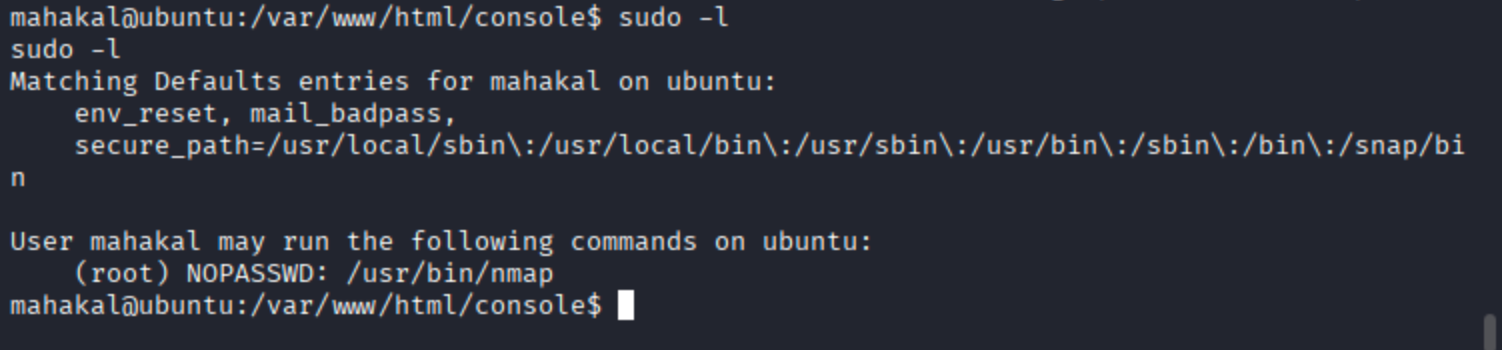 mahakal@ubuntu:/var/www/html/console$ sudo -l
sudo -l
Matching Defaults entries for mahakal on ubuntu:
    env_reset, mail_badpass,
    secure_path=/usr/local/sbin\:/usr/local/bin\:/usr/sbin\:/usr/bin\:/sbin\:/bin\:/snap/bi
n
User mahakal may run the following commands on ubuntu:
    (root) NOPASSWD: /usr/bin/nmap
mahakal@ubuntu:/var/www/html/console$